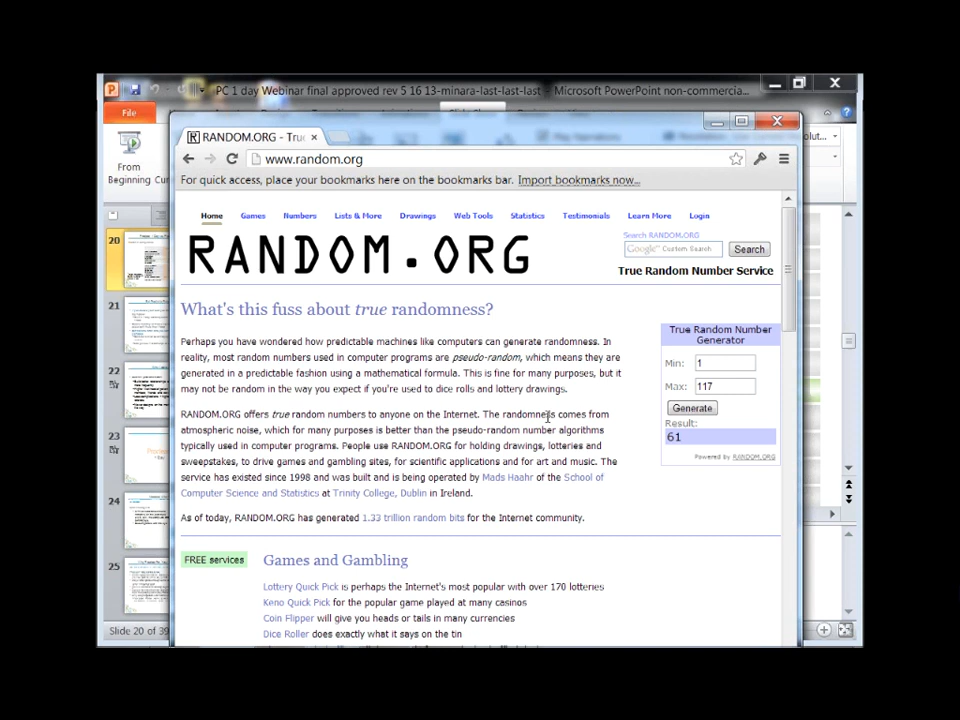 PC 1 day Webinar final approved rev 5 16 13-minara-last-last-last - Microsoft PowerPoint non-commercia...
File
From
Beginning
RANDOM.ORG - Tru
www.random.org
For quick access, place your bookmarks here on the bookmarks bar. Import bookmarks now...
Home Games Numbers Lists & More Drawings Web Tools Statistics Testimonials Learn More Login
RANDOM.ORG
Search RANDOM.ORG
Google Custom Search Search
True Random Number Service
What's this fuss about true randomness?
Perhaps you have wondered how predictable machines like computers can generate randomness. In
reality, most random numbers used in computer programs are pseudo-random, which means they are
generated in a predictable fashion using a mathematical formula. This is fine for many purposes, but it
may not be random in the way you expect if you're used to dice rolls and lottery drawings.
RANDOM.ORG offers true random numbers to anyone on the Internet. The randomness comes from
atmospheric noise, which for many purposes is better than the pseudo-random number algorithms
typically used in computer programs. People use RANDOM.ORG for holding drawings, lotteries and
sweepstakes, to drive games and gambling sites, for scientific applications and for art and music. The
service has existed since 1998 and was built and is being operated by Mads Haahr of the School of
Computer Science and Statistics at Trinity College, Dublin in Ireland.
As of today, RANDOM.ORG has generated 1.33 trillion random bits for the Internet community.
True Random Number
Generator
Min: 1
Max: 117
Generate
Result:
61
Powered by RANDOM.ORG
FREE services
Games and Gambling
Lottery Quick Pick is perhaps the Internet's most popular with over 170 lotteries
Keno Quick Pick for the popular game played at many casinos
Coin Flipper will give you heads or tails in many currencies
Dice Roller does exactly what it says on the tin
20
21
22
23
24
25
Slide 20 of 39